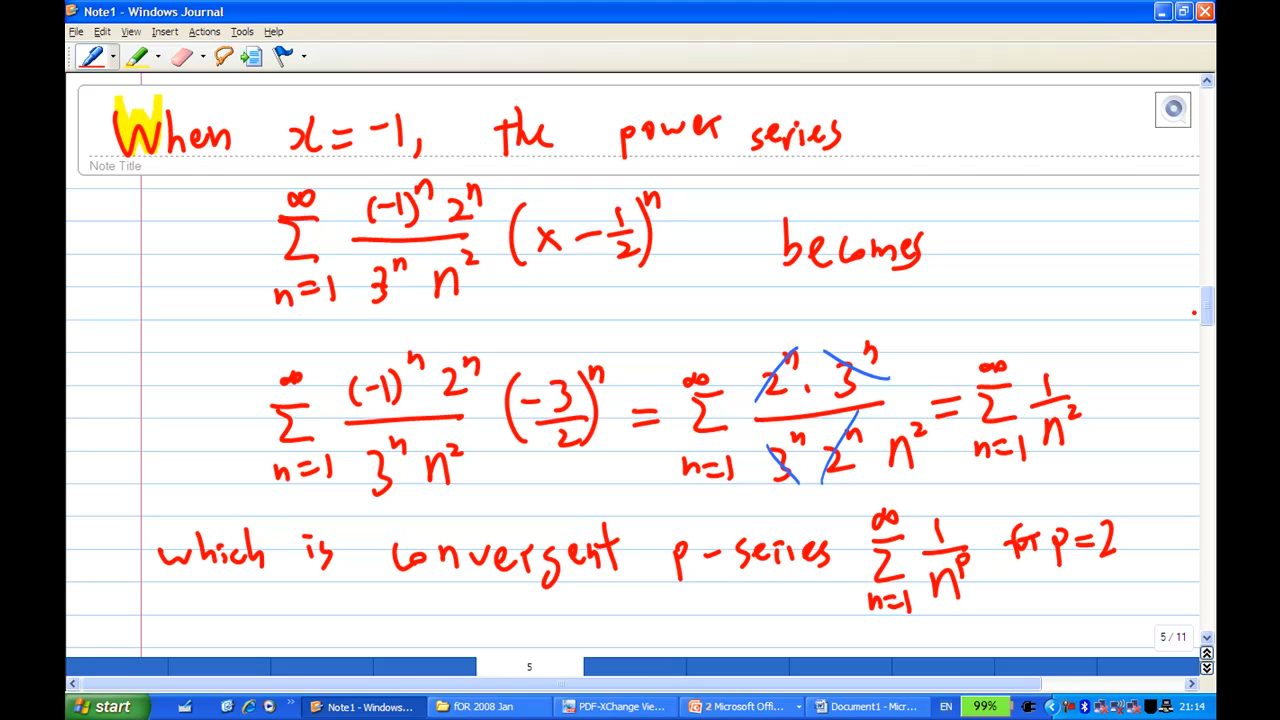 Note1 - Windows Journal
File Edit View Insert Actions Tools Help
When x = -1, the power series
Note Title
∞ Σ n=1 (-1)^n 2^n / 3^n n^2 (x - 1/2)^n becomes
∞ Σ n=1 (-1)^n 2^n / 3^n n^2 (-3/2)^n = ∞ Σ n=1 2^n · 3^n / 3^n 2^n n^2 = ∞ Σ n=1 1/n^2
which is convergent p-series ∞ Σ n=1 1/n^p for p=2
5 / 11
5
start Note1 - Windows... fOR 2008 Jan PDF-XChange Vie... 2 Microsoft Offi... Document1 - Micr... EN 99% 21:14